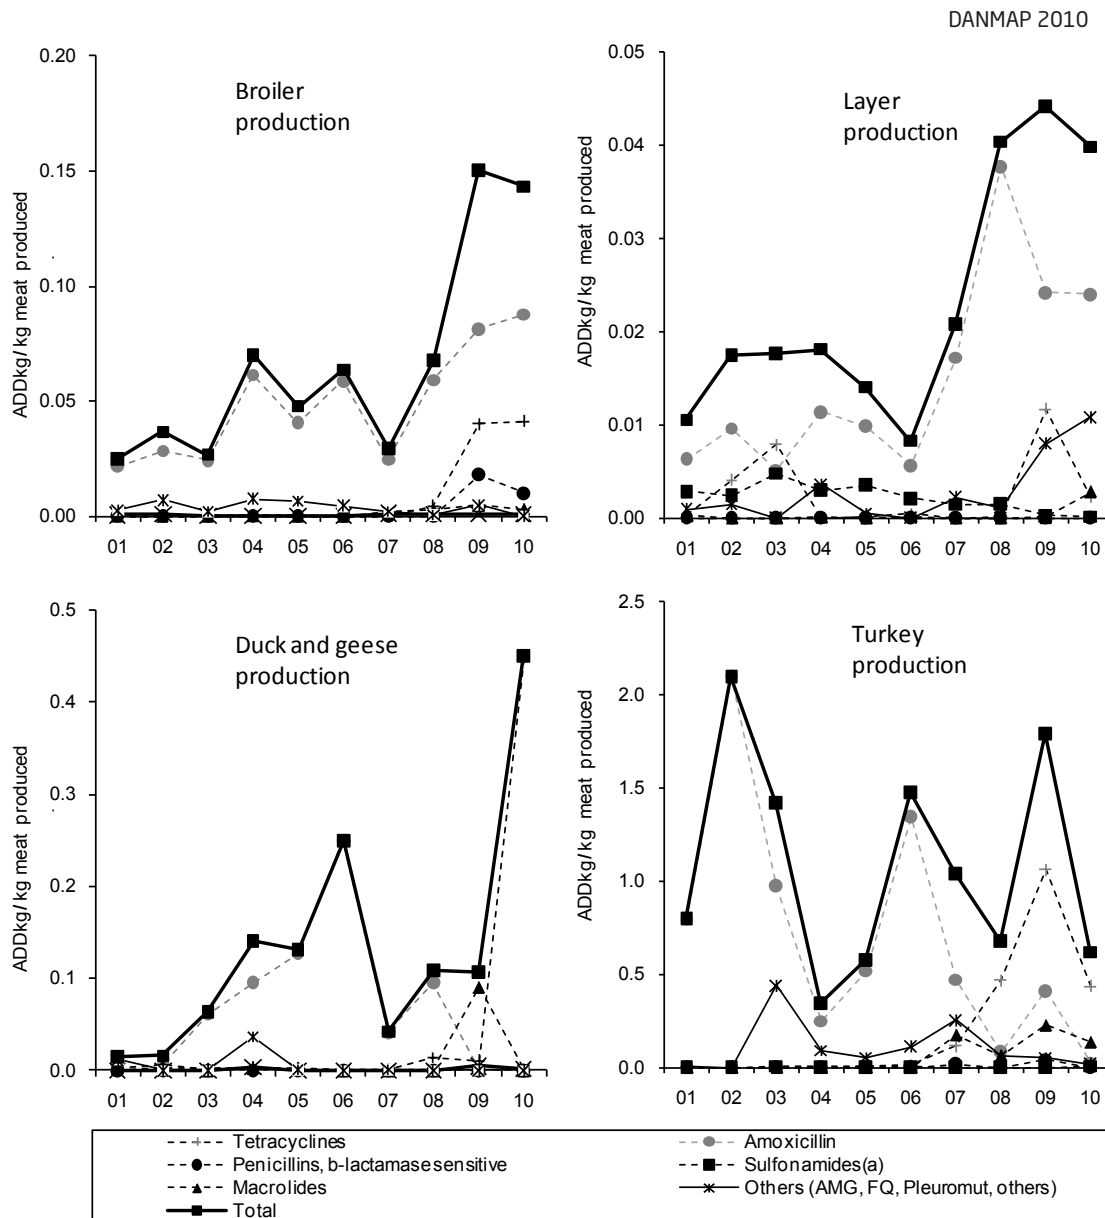 DANMAP 2010
Broiler
production
ADDkg/ kg meat produced
0.20
0.15
0.10
0.05
0.00
01 02 03 04 05 06 07 08 09 10
Layer
production
ADDkg/ kg meat produced
0.05
0.04
0.03
0.02
0.01
0.00
01 02 03 04 05 06 07 08 09 10
Duck and geese
production
ADDkg/ kg meat produced
0.5
0.4
0.3
0.2
0.1
0.0
01 02 03 04 05 06 07 08 09 10
Turkey
production
ADDkg/kg meat produced
2.5
2.0
1.5
1.0
0.5
0.0
01 02 03 04 05 06 07 08 09 10
Tetracyclines
Amoxicillin
Penicillins, b-lactamase sensitive
Sulfonamides(a)
Macrolides
Others (AMG, FQ, Pleuromut, others)
Total